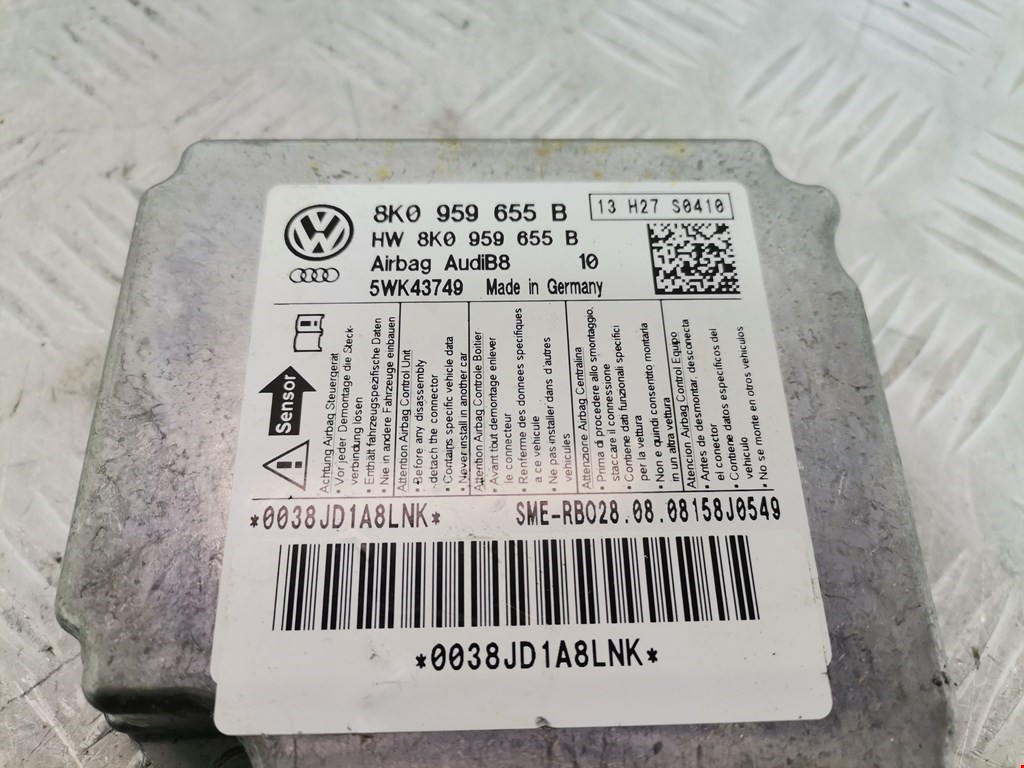 8K0 959 655 B
13 H27 S0410
HW 8K0 959 655 B
Airbag AudiB8 10
5WK43749 Made in Germany
Sensor
Achtung Airbag Steuergerät
• Vor jeder Demontage die Steck-
verbindung lösen
• Enthält fahrzeugspezifische Daten
• Nie in andere Fahrzeuge einbauen
Attention Airbag Control Unit
• Before any disassembly
detach the connector
• Contains specific vehicle data
• Never install in another car
Attention Airbag Controle Boitier
• Avant tout demontage enlever
le connecteur
• Renferme des donnees specifiques
a ce vehicule
• Ne pas installer dans d'autres
vehicules
Attenzione Airbag Centralina
• Prima di procedere allo smontaggio,
staccare il connessione
• Contiene dati funzionali specifici
per la vettura
• Non e quindi consentito montarla
in un altra vettura
Atencion Airbag Control Equipo
• Antes de desmontar, desconecta
el conector
• Contiene datos especificos del
vehiculo
• No se monte en otros vehiculos
*0038JD1A8LNK*
SME-RBO28.08.08158J0549
*0038JD1A8LNK*